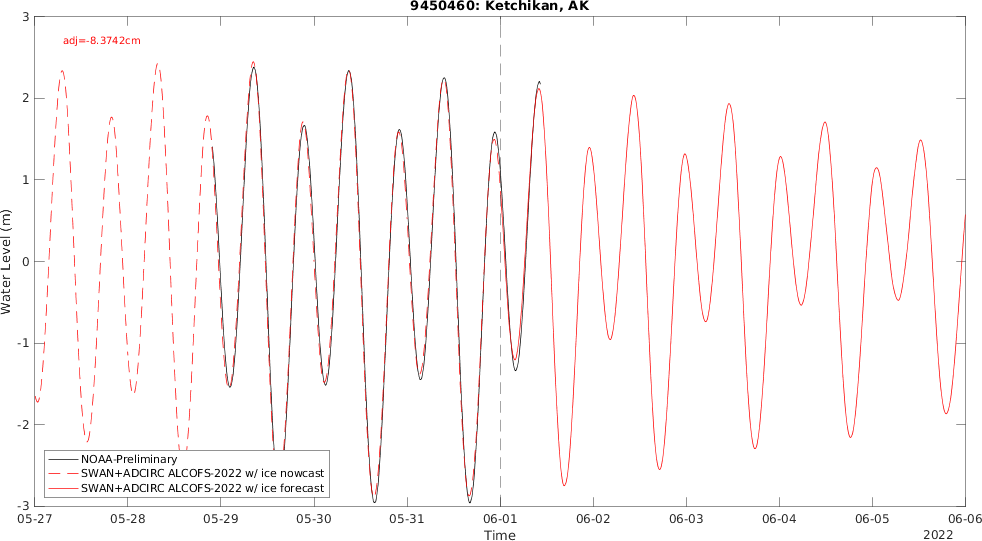 9450460: Ketchikan, AK
adj=-8.3742cm
3
2
1
0
-1
-2
-3
Water Level (m)
NOAA-Preliminary
SWAN+ADCIRC ALCOFS-2022 w/ ice nowcast
SWAN+ADCIRC ALCOFS-2022 w/ ice forecast
05-27 05-28 05-29 05-30 05-31 06-01 06-02 06-03 06-04 06-05 06-06
Time
2022